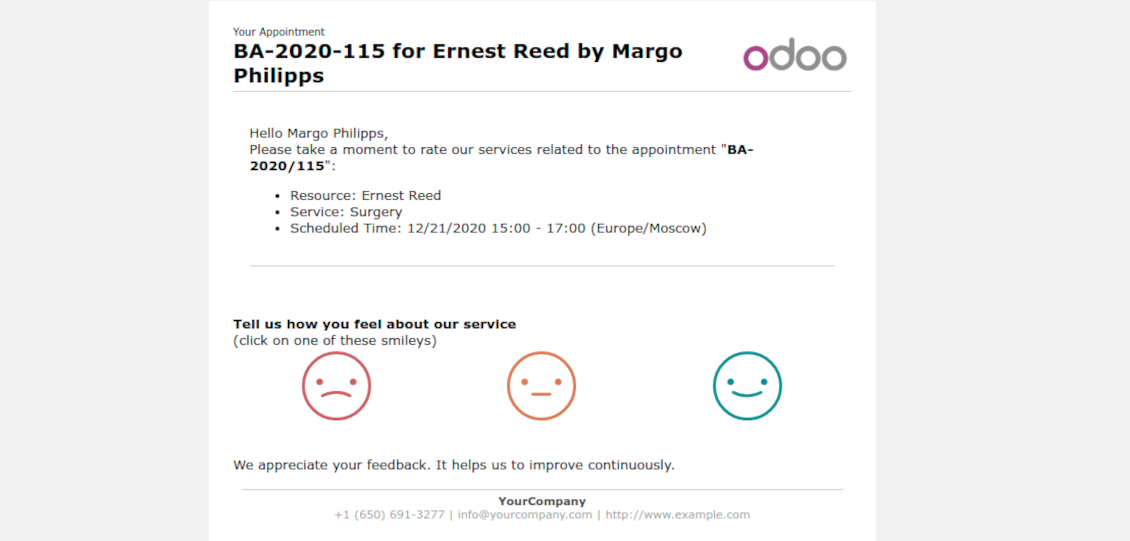 Your Appointment
BA-2020-115 for Ernest Reed by Margo
Philipps
odoo
Hello Margo Philipps,
Please take a moment to rate our services related to the appointment "BA-
2020/115":
• Resource: Ernest Reed
• Service: Surgery
• Scheduled Time: 12/21/2020 15:00 - 17:00 (Europe/Moscow)
Tell us how you feel about our service
(click on one of these smileys)
We appreciate your feedback. It helps us to improve continuously.
YourCompany
+1 (650) 691-3277 | info@yourcompany.com | http://www.example.com